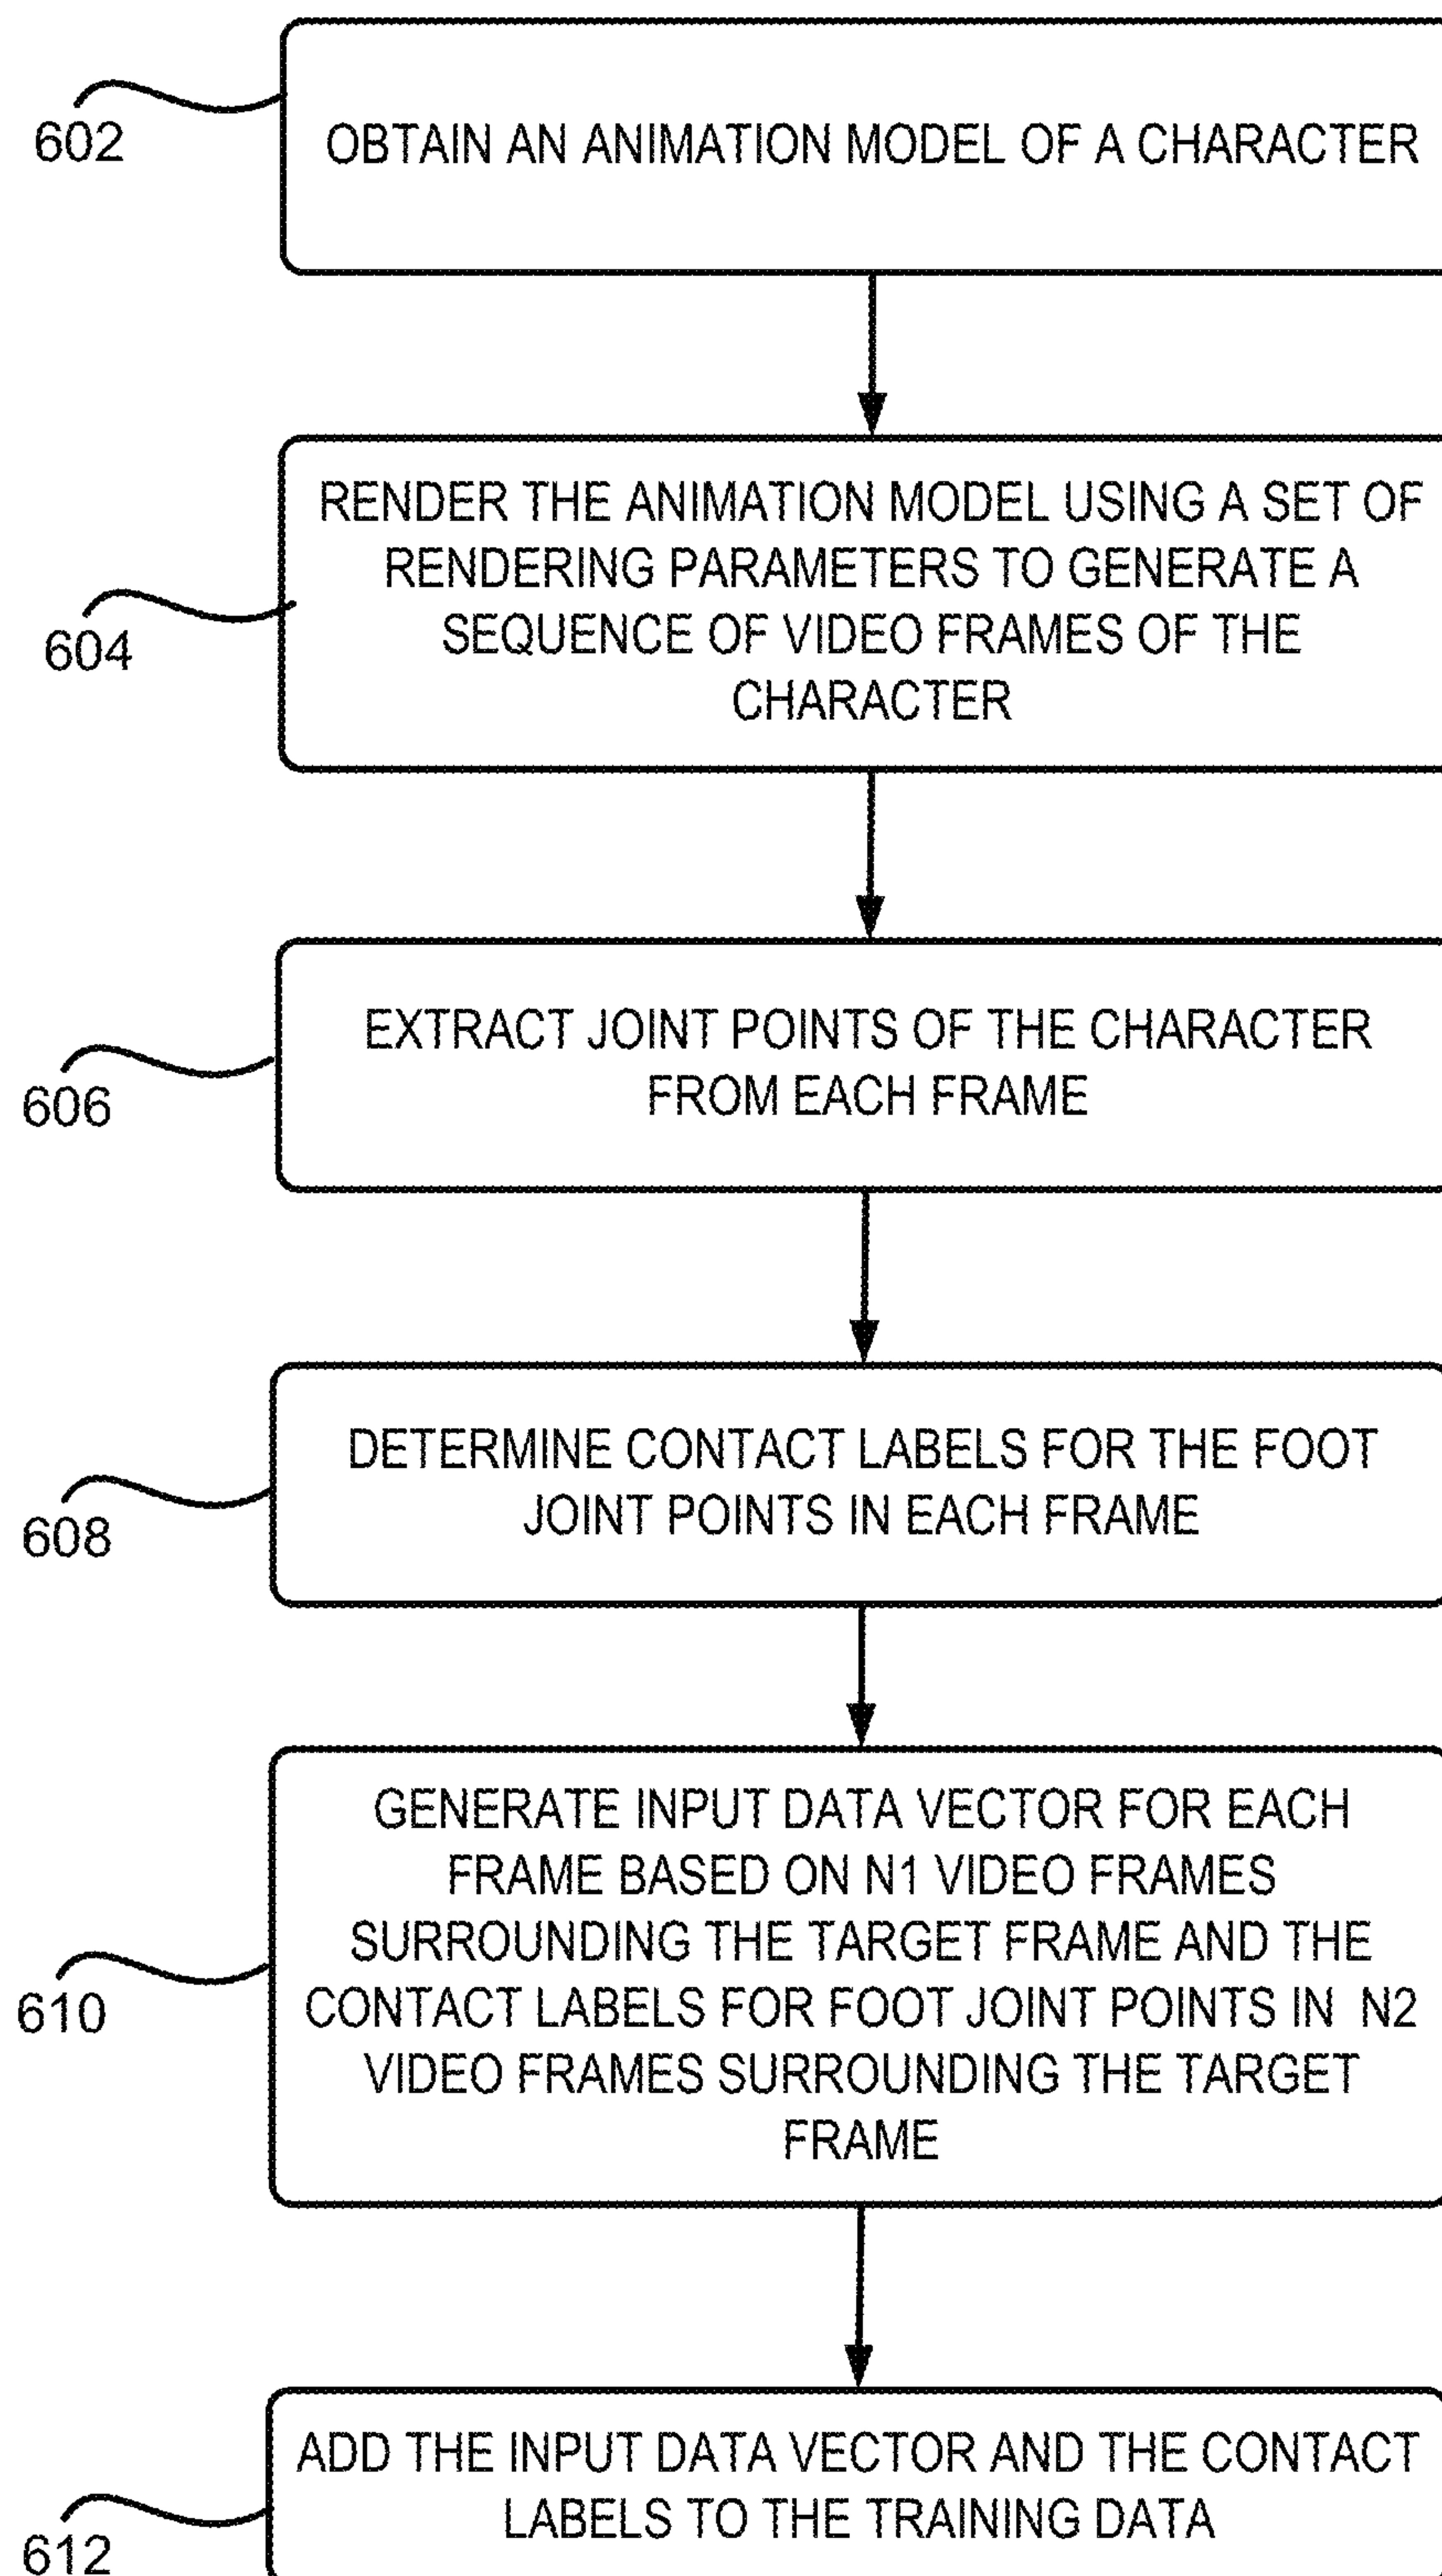 602
OBTAIN AN ANIMATION MODEL OF A CHARACTER
RENDER THE ANIMATION MODEL USING A SET OF
RENDERING PARAMETERS TO GENERATE A
SEQUENCE OF VIDEO FRAMES OF THE
CHARACTER
604
EXTRACT JOINT POINTS OF THE CHARACTER
FROM EACH FRAME
606
DETERMINE CONTACT LABELS FOR THE FOOT
JOINT POINTS IN EACH FRAME
608
GENERATE INPUT DATA VECTOR FOR EACH
FRAME BASED ON N1 VIDEO FRAMES
SURROUNDING THE TARGET FRAME AND THE
CONTACT LABELS FOR FOOT JOINT POINTS IN N2
VIDEO FRAMES SURROUNDING THE TARGET
FRAME
610
ADD THE INPUT DATA VECTOR AND THE CONTACT
LABELS TO THE TRAINING DATA
612